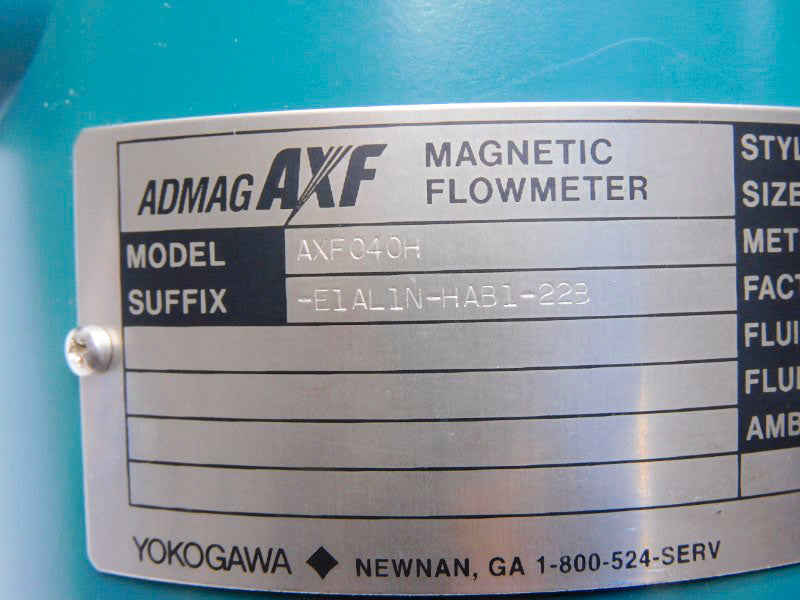 ADMAG AXF MAGNETIC FLOWMETER
MODEL AXF040H
SUFFIX -E1AL1N-HAB1-22B
STYL
SIZE
MET
FACT
FLUI
FLUI
AMB
YOKOGAWA ◆ NEWNAN, GA 1-800-524-SERV